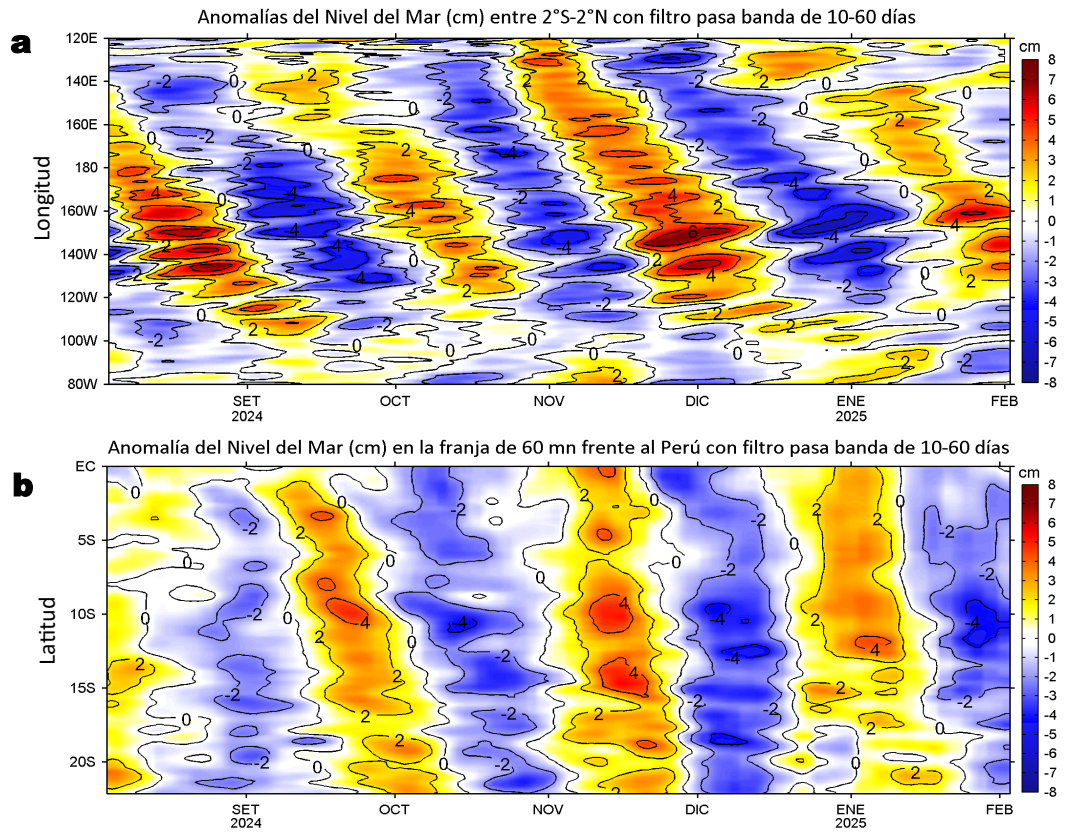 Anomalías del Nivel del Mar (cm) entre 2°S-2°N con filtro pasa banda de 10-60 días
a
cm
120E
140E
160E
180
160W
140W
120W
100W
80W
Longitud
8
7
6
5
4
3
2
1
0
-1
-2
-3
-4
-5
-6
-7
-8
SET
2024
OCT
NOV
DIC
ENE
2025
FEB
Anomalía del Nivel del Mar (cm) en la franja de 60 mn frente al Perú con filtro pasa banda de 10-60 días
b
cm
EC
5S
10S
15S
20S
Latitud
8
7
6
5
4
3
2
1
0
-1
-2
-3
-4
-5
-6
-7
-8
SET
2024
OCT
NOV
DIC
ENE
2025
FEB